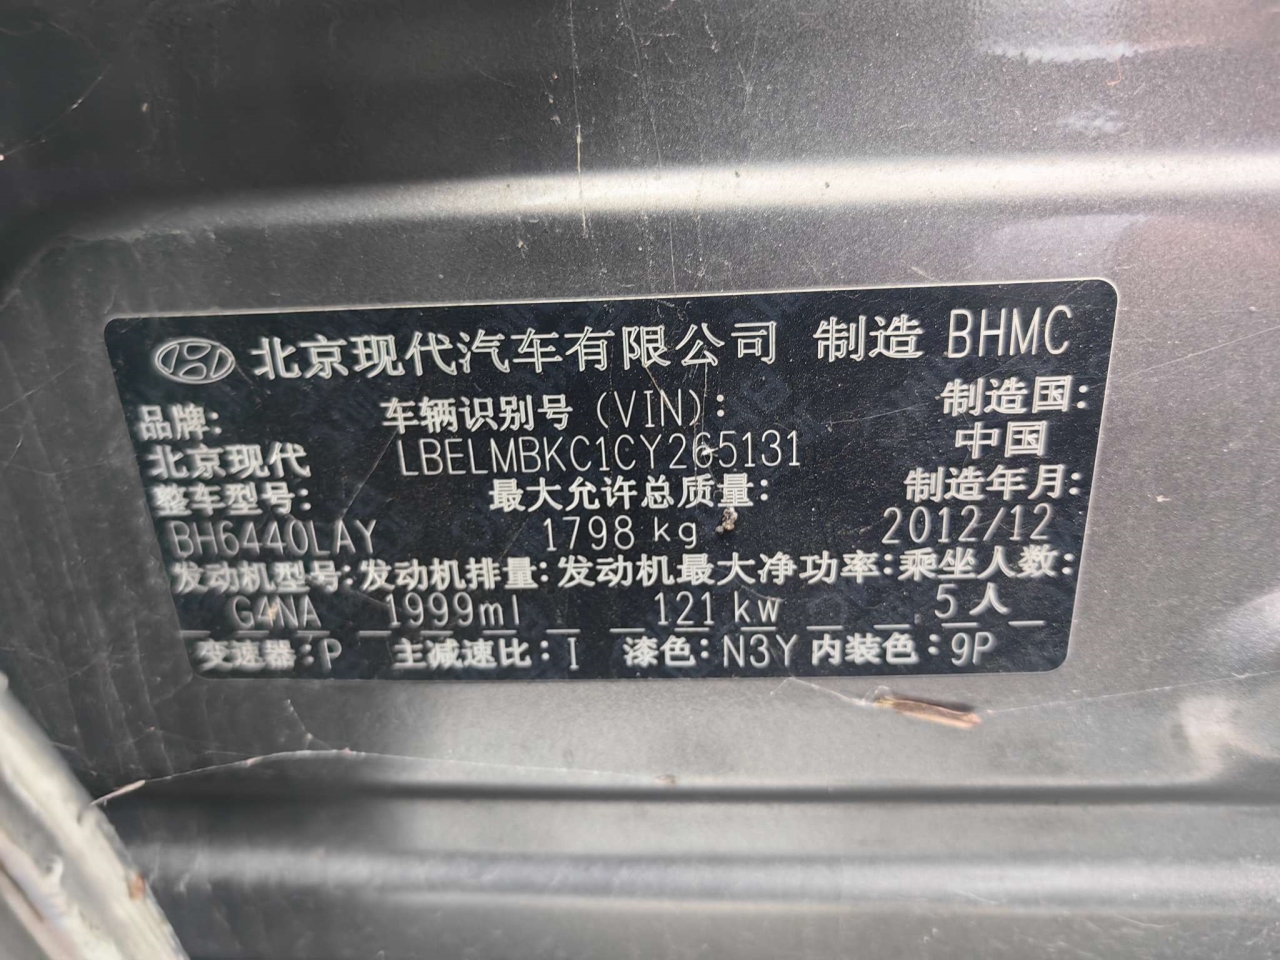 北京现代汽车有限公司 制造 BHMC
品牌: 车辆识别号 (VIN): 制造国:
北京现代 LBELMBKC1CY265131 中国
整车型号: 最大允许总质量: 制造年月:
BH6440LAY 1798 kg 2012/12
发动机型号: 发动机排量: 发动机最大净功率: 乘坐人数:
G4NA 1999ml 121 kw 5人
变速器: P 主减速比: I 漆色: N3Y 内装色: 9P